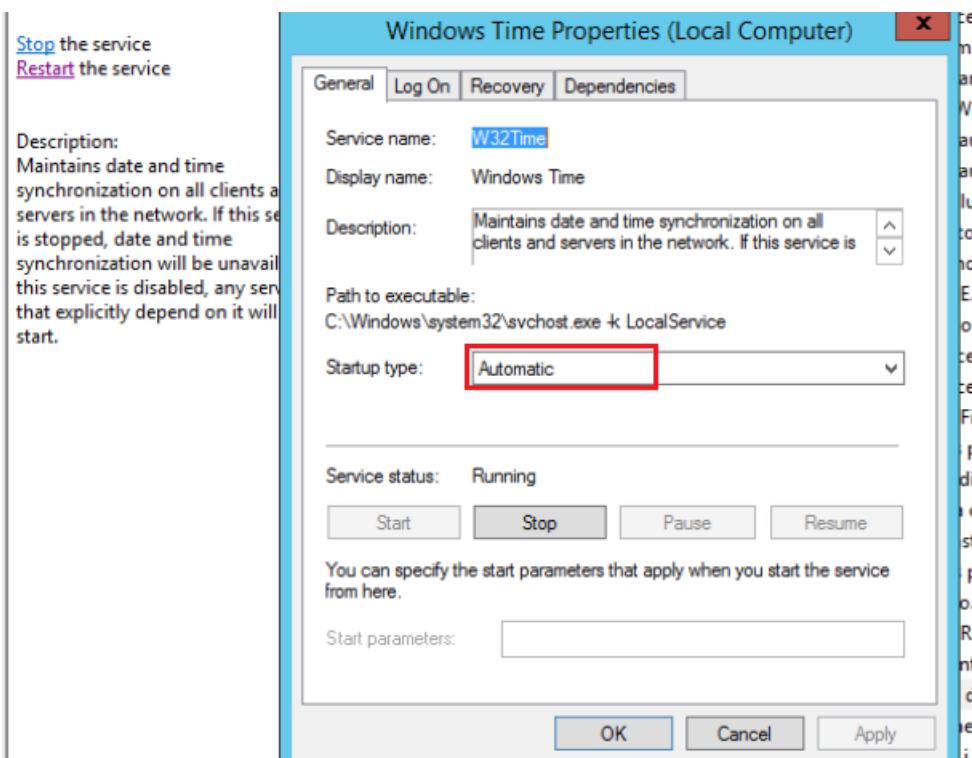 Stop the service
Restart the service
Description:
Maintains date and time
synchronization on all clients a
servers in the network. If this se
is stopped, date and time
synchronization will be unavail
this service is disabled, any serv
that explicitly depend on it will
start.
Windows Time Properties (Local Computer)
x
General Log On Recovery Dependencies
Service name: W32Time
Display name: Windows Time
Description: Maintains date and time synchronization on all
clients and servers in the network. If this service is
Path to executable:
C:\Windows\system32\svchost.exe -k LocalService
Startup type: Automatic
Service status: Running
Start Stop Pause Resume
You can specify the start parameters that apply when you start the service
from here.
Start parameters:
OK Cancel Apply